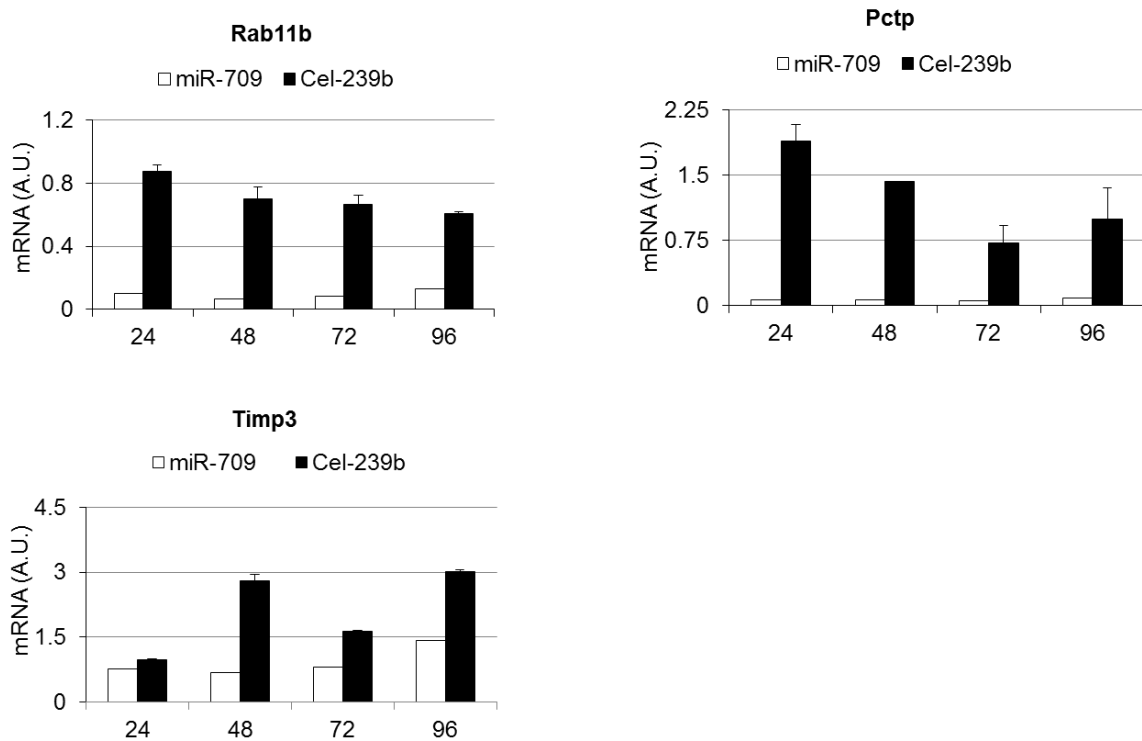 Rab11b
miR-709 Cel-239b
mRNA (A.U.)
1.2
0.8
0.4
0
24 48 72 96
Pctp
miR-709 Cel-239b
mRNA (A.U.)
2.25
1.5
0.75
0
24 48 72 96
Timp3
miR-709 Cel-239b
mRNA (A.U.)
4.5
3
1.5
0
24 48 72 96